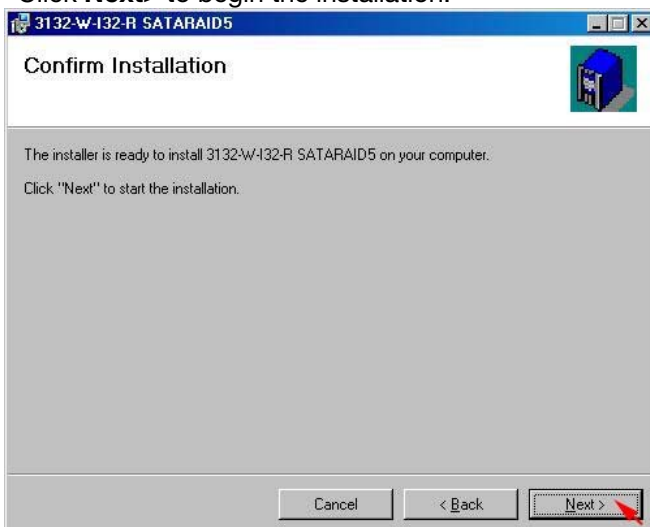 Click Next> to begin the installation.
3132-W-I32-R SATARAID5
Confirm Installation
The installer is ready to install 3132-W-I32-R SATARAID5 on your computer.
Click "Next" to start the installation.
Cancel
< Back
Next >